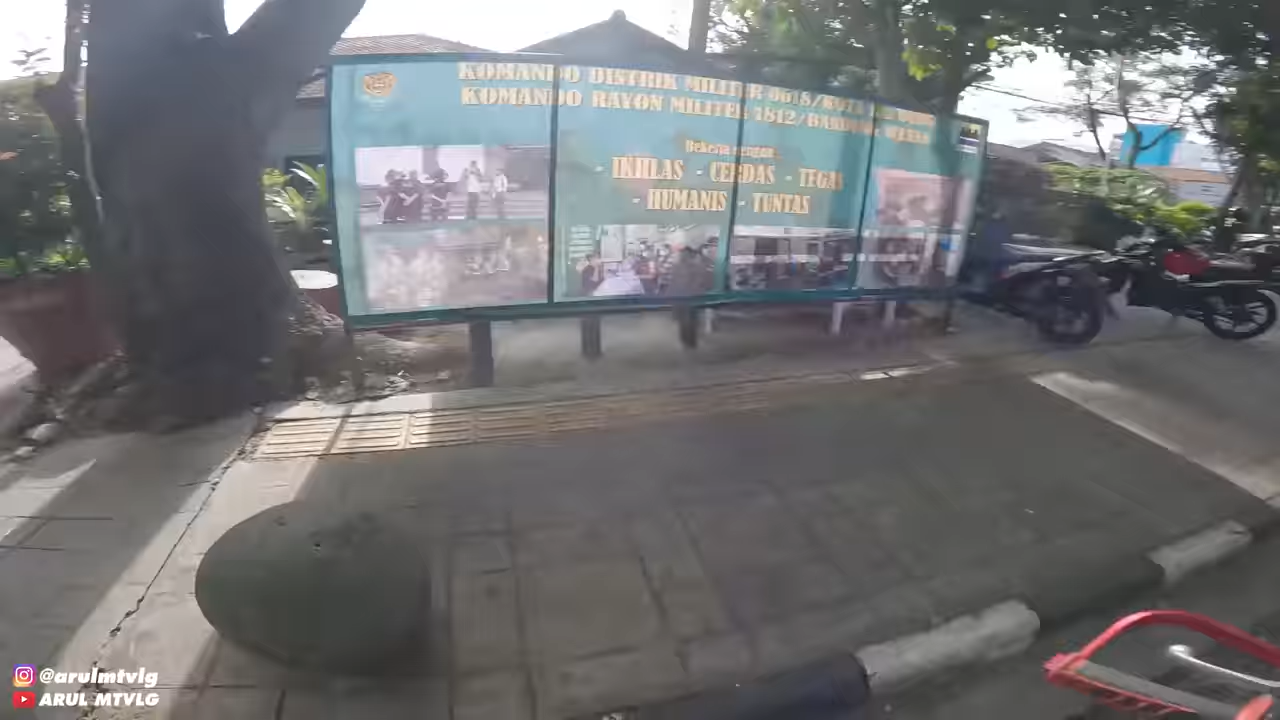 KOMANDO DISTRIK MILITER 0618/KOTA
KOMANDO RAYON MILITER 1812/BANDUNG
Bekerja dengan
- IKHLAS - CERDAS - TEGAS
- HUMANIS - TUNTAS
@arulmtvlg
ARUL MTVLG